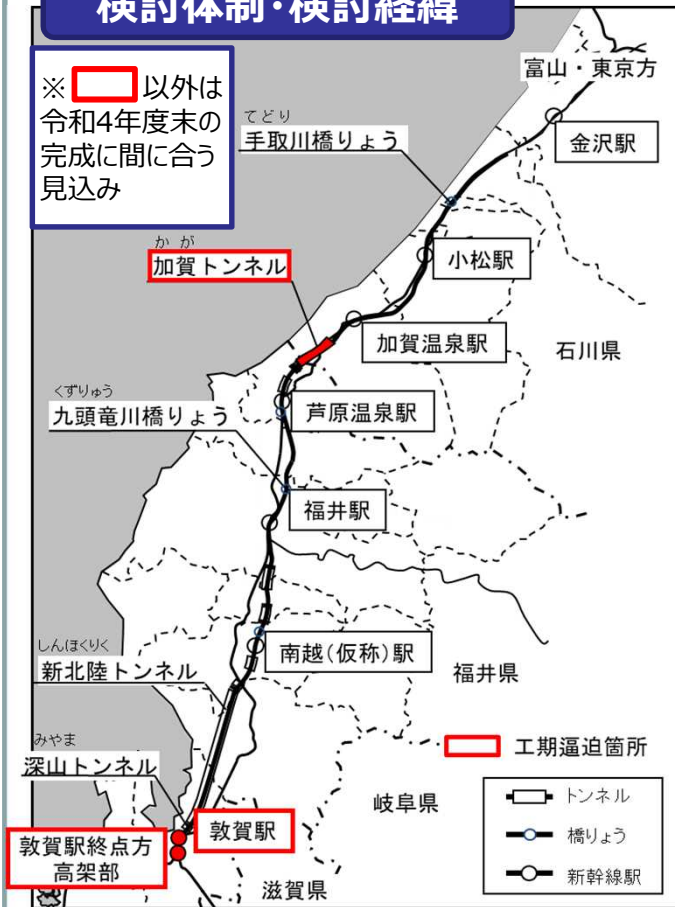 検討体制・検討経緯
※ 以外は
令和4年度末の
完成に間に合う
見込み
富山・東京方
金沢駅
てどり
手取川橋りょう
小松駅
かが
加賀トンネル
加賀温泉駅
石川県
くずりゅう
九頭竜川橋りょう
芦原温泉駅
福井駅
しんほくりく
新北陸トンネル
南越(仮称)駅
福井県
みやま
深山トンネル
工期逼迫箇所
岐阜県
トンネル
橋りょう
新幹線駅
敦賀駅
敦賀駅終点方
高架部
滋賀県